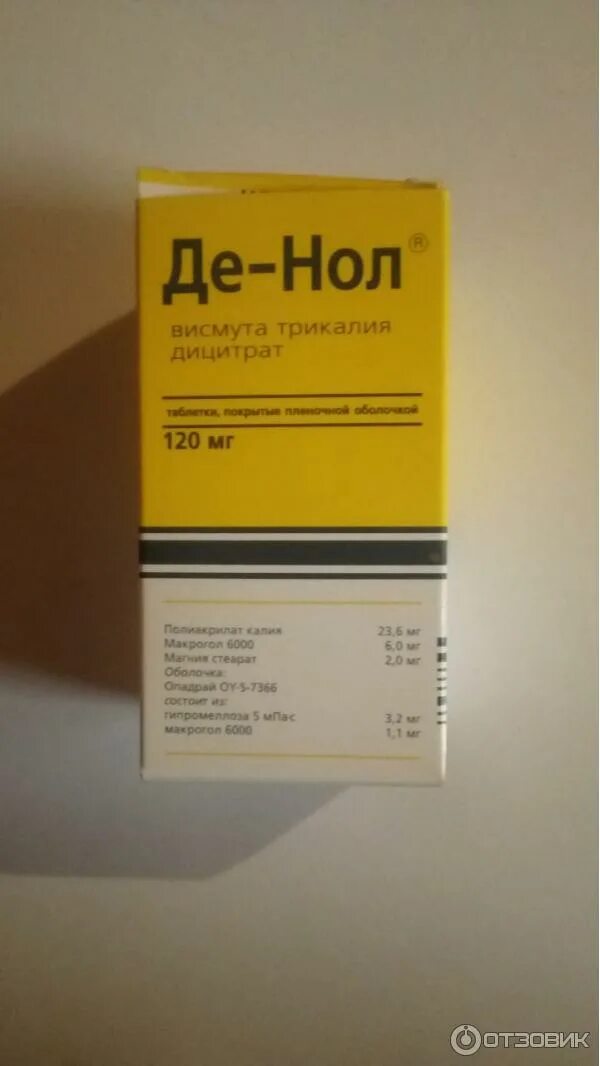 Де-Нол®
висмута трикалия
дицитрат
таблетки, покрытые пленочной оболочкой
120 мг
Полиакрилат калия 23,6 мг
Макрогол 6000 6,0 мг
Магния стеарат 2,0 мг
Оболочка:
Опадрай OY-S-7366
состоит из:
гипромеллоза 5 мПа·с 3,2 мг
макрогол 6000 1,1 мг
ОТЗОВИК